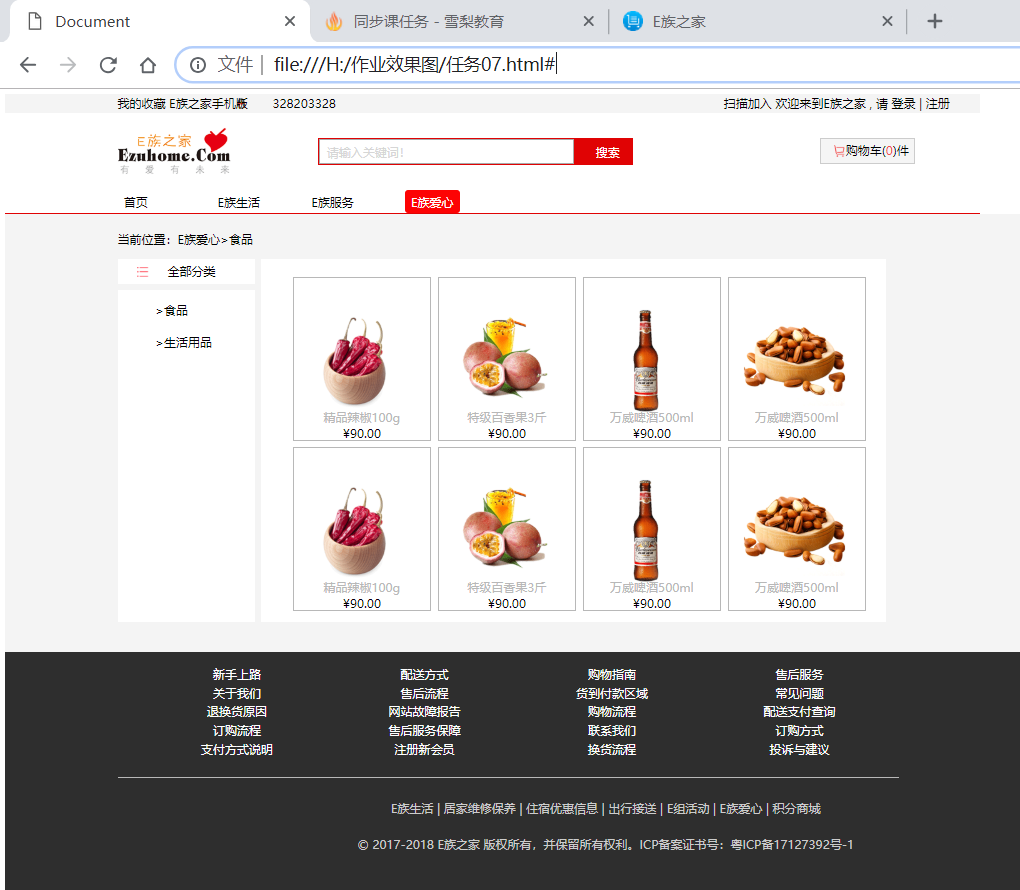 Document
同步课任务 - 雪梨教育
E族之家
文件 | file:///H:/作业效果图/任务07.html#
我的收藏 E族之家手机版 328203328 扫描加入 欢迎来到E族之家 , 请 登录 | 注册
E族之家
Ezuhome.Com
有 爱 有 未 来
请输入关键词!
搜索
购物车(0)件
首页 E族生活 E族服务 E族爱心
当前位置：E族爱心>食品
全部分类
>食品
>生活用品
精品辣椒100g 特级百香果3斤 万威啤酒500ml 万威啤酒500ml
¥90.00 ¥90.00 ¥90.00 ¥90.00
精品辣椒100g 特级百香果3斤 万威啤酒500ml 万威啤酒500ml
¥90.00 ¥90.00 ¥90.00 ¥90.00
新手上路 配送方式 购物指南 售后服务
关于我们 售后流程 货到付款区域 常见问题
退换货原因 网站故障报告 购物流程 配送支付查询
订购流程 售后服务保障 联系我们 订购方式
支付方式说明 注册新会员 换货流程 投诉与建议
E族生活 | 居家维修保养 | 住宿优惠信息 | 出行接送 | E组活动 | E族爱心 | 积分商城
© 2017-2018 E族之家 版权所有，并保留所有权利。ICP备案证书号：粤ICP备17127392号-1